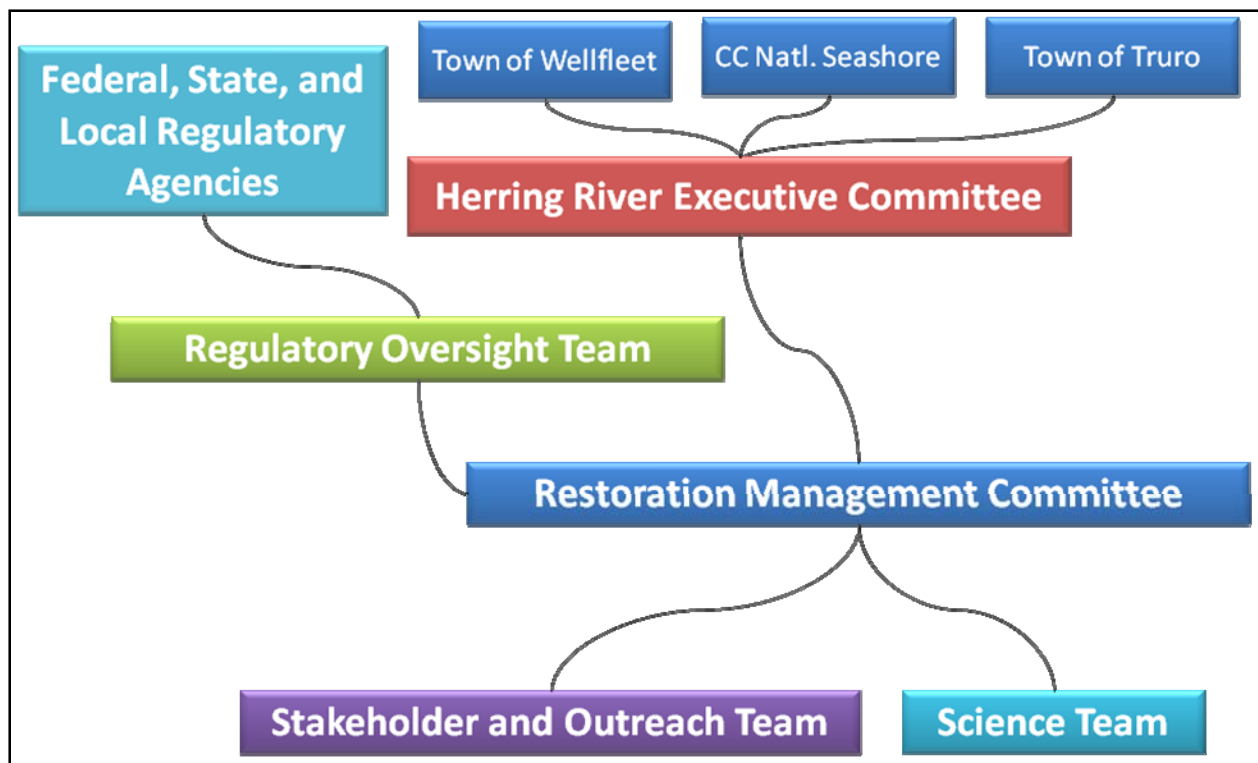 Federal, State, and
Local Regulatory
Agencies
Town of Wellfleet
CC Natl. Seashore
Town of Truro
Herring River Executive Committee
Regulatory Oversight Team
Restoration Management Committee
Stakeholder and Outreach Team
Science Team